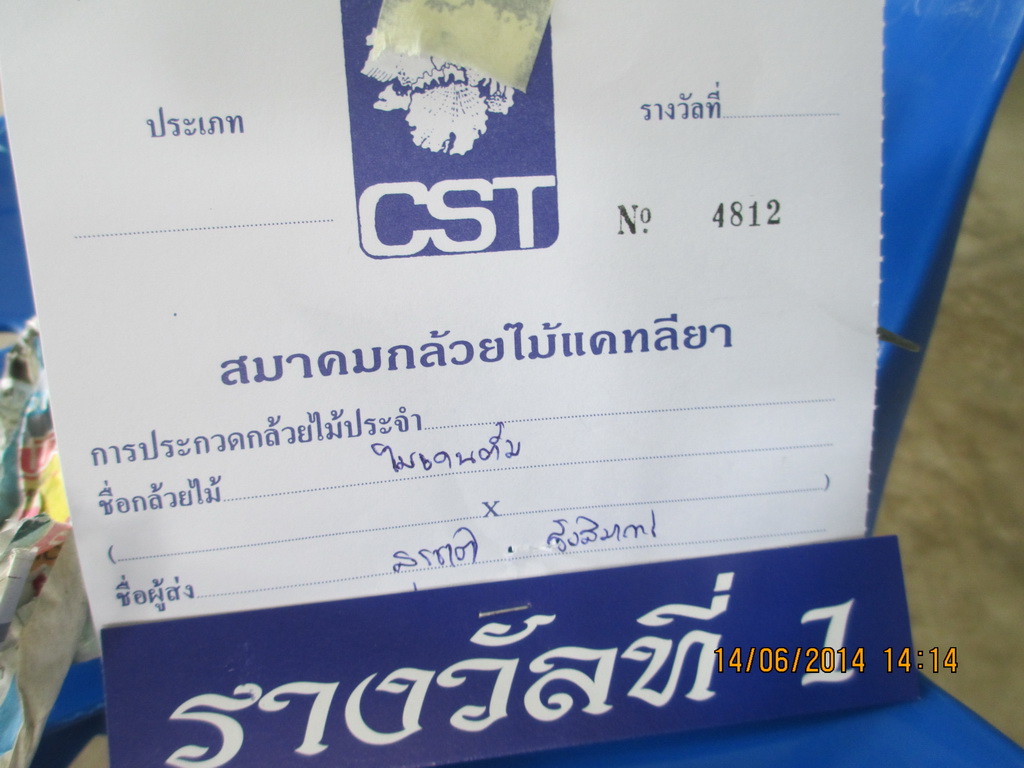 ประเภท
รางวัลที่
CST
Nº 4812
สมาคมกล้วยไม้แคทลียา
การประกวดกล้วยไม้ประจำ
ชื่อกล้วยไม้
( x )
ชื่อผู้ส่ง
รางวัลที่ 1
14/06/2014 14:14